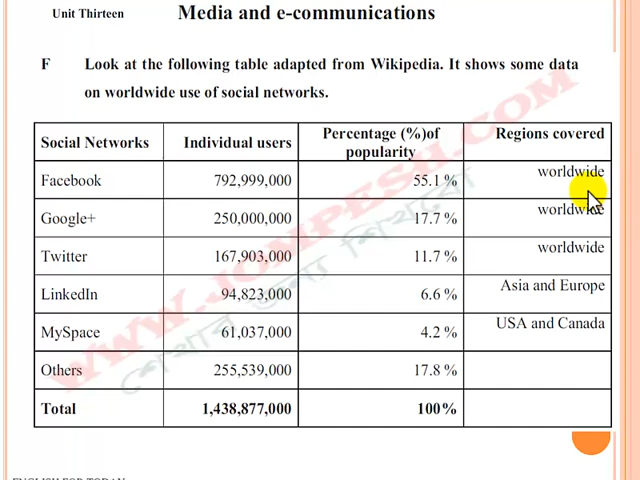 Unit Thirteen
Media and e-communications
F Look at the following table adapted from Wikipedia. It shows some data
on worldwide use of social networks.
Social Networks Individual users Percentage (%)of popularity Regions covered
Facebook 792,999,000 55.1 % worldwide
Google+ 250,000,000 17.7 % worldwide
Twitter 167,903,000 11.7 % worldwide
LinkedIn 94,823,000 6.6 % Asia and Europe
MySpace 61,037,000 4.2 % USA and Canada
Others 255,539,000 17.8 %
Total 1,438,877,000 100%
WWW.JOMPESH.COM
ENGLISH FOR TODAY